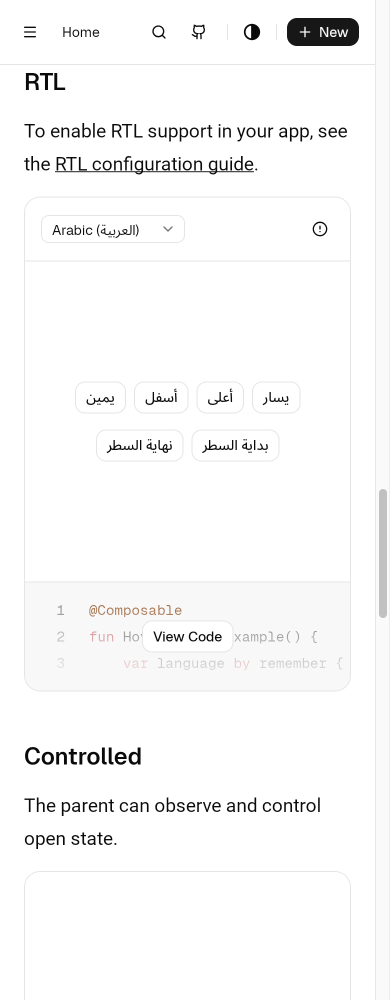 Home
New
RTL
To enable RTL support in your app, see
the RTL configuration guide.
Arabic (العربية)
يسار أعلى أسفل يمين
بداية السطر نهاية السطر
1 @Composable
2 fun Ho xample() {
View Code
3 var language by remember {
Controlled
The parent can observe and control
open state.